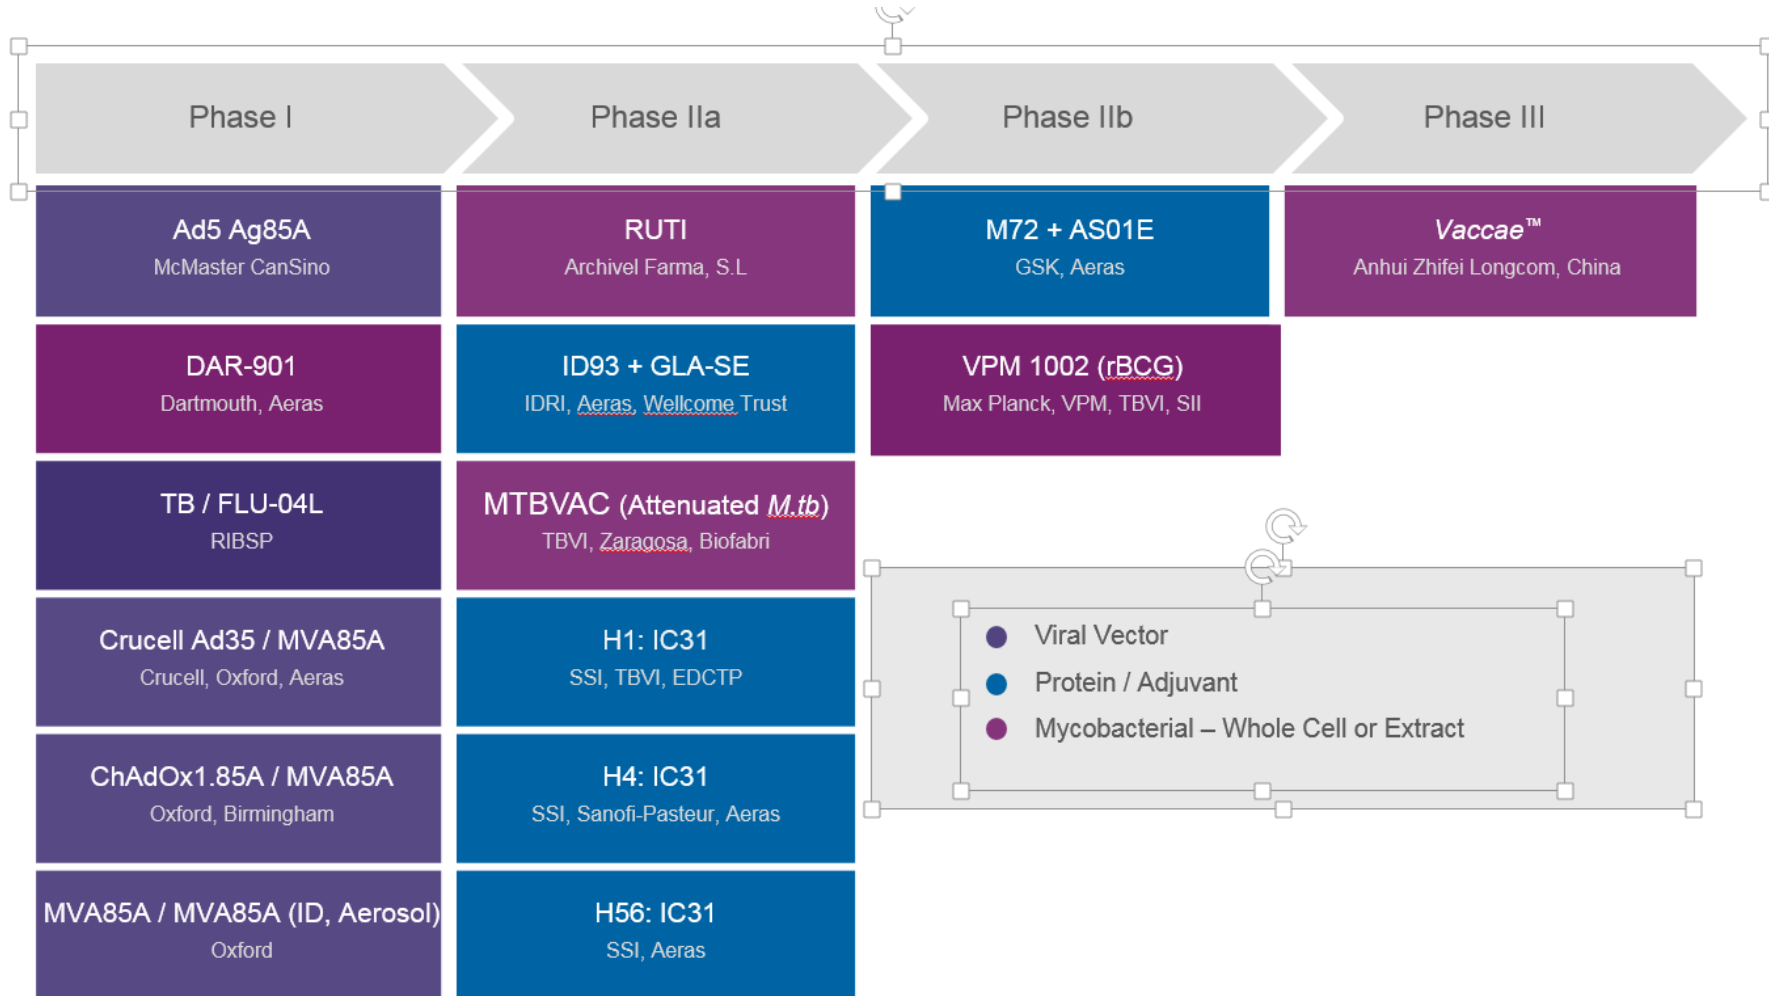 Phase I
Phase IIa
Phase IIb
Phase III
Ad5 Ag85A
McMaster CanSino
RUTI
Archivel Farma, S.L
M72 + AS01E
GSK, Aeras
Vaccae™
Anhui Zhifei Longcom, China
DAR-901
Dartmouth, Aeras
ID93 + GLA-SE
IDRI, Aeras, Wellcome Trust
VPM 1002 (rBCG)
Max Planck, VPM, TBVI, SII
TB / FLU-04L
RIBSP
MTBVAC (Attenuated M.tb)
TBVI, Zaragosa, Biofabri
Crucell Ad35 / MVA85A
Crucell, Oxford, Aeras
H1: IC31
SSI, TBVI, EDCTP
ChAdOx1.85A / MVA85A
Oxford, Birmingham
H4: IC31
SSI, Sanofi-Pasteur, Aeras
MVA85A / MVA85A (ID, Aerosol)
Oxford
H56: IC31
SSI, Aeras
Viral Vector
Protein / Adjuvant
Mycobacterial – Whole Cell or Extract